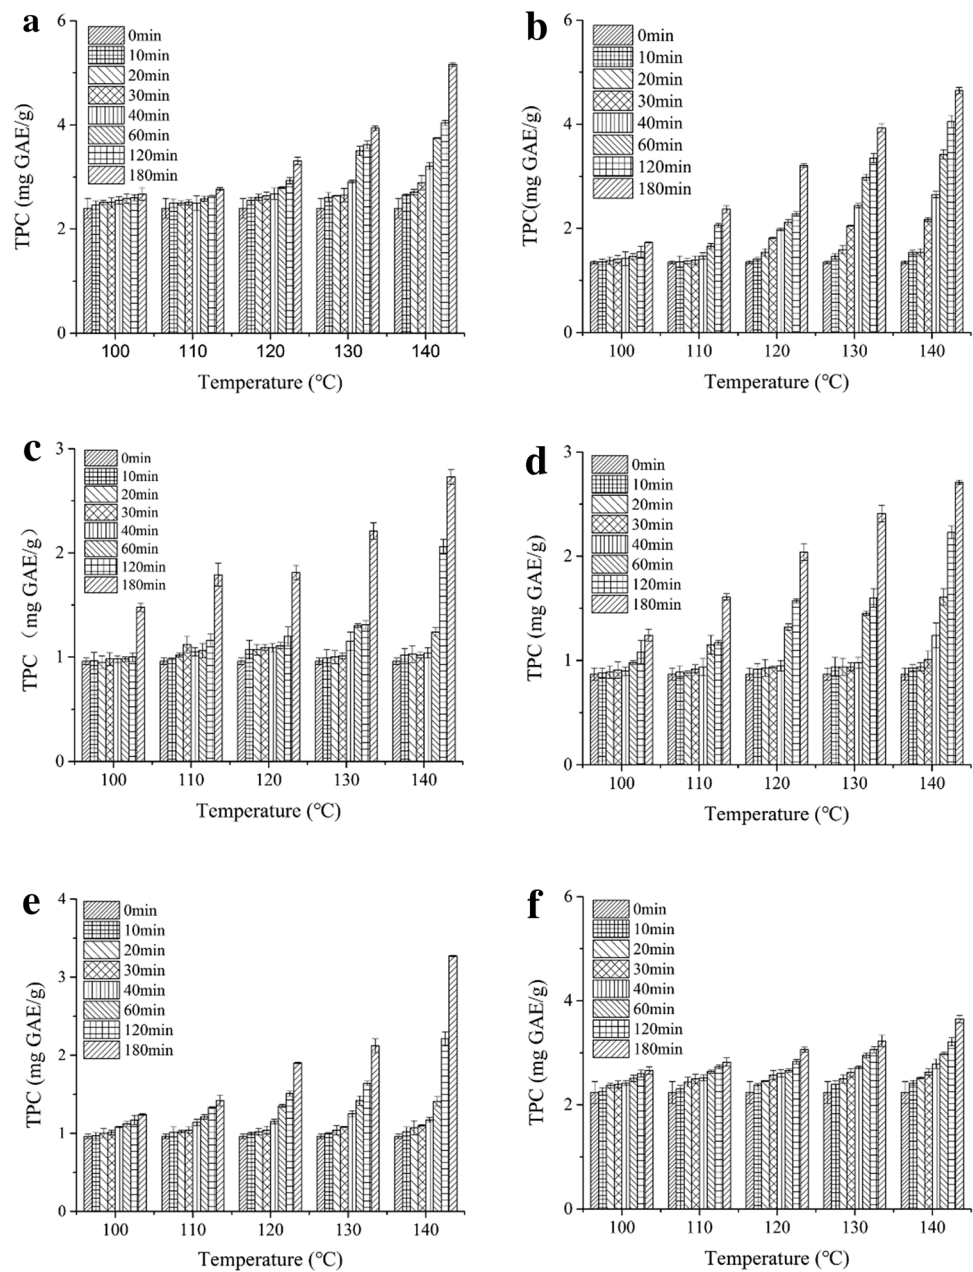 a
6
4
2
0
TPC (mg GAE/g)
0min
10min
20min
30min
40min
60min
120min
180min
100 110 120 130 140
Temperature (℃)
b
6
4
2
0
TPC(mg GAE/g)
0min
10min
20min
30min
40min
60min
120min
180min
100 110 120 130 140
Temperature (℃)
c
3
2
1
0
TPC （mg GAE/g）
0min
10min
20min
30min
40min
60min
120min
180min
100 110 120 130 140
Temperature (℃)
d
3
2
1
0
TPC (mg GAE/g)
0min
10min
20min
30min
40min
60min
120min
180min
100 110 120 130 140
Temperature (℃)
e
4
3
2
1
0
TPC (mg GAE/g)
0min
10min
20min
30min
40min
60min
120min
180min
100 110 120 130 140
Temperature (℃)
f
6
4
2
0
TPC (mg GAE/g)
0min
10min
20min
30min
40min
60min
120min
180min
100 110 120 130 140
Temperature (℃)